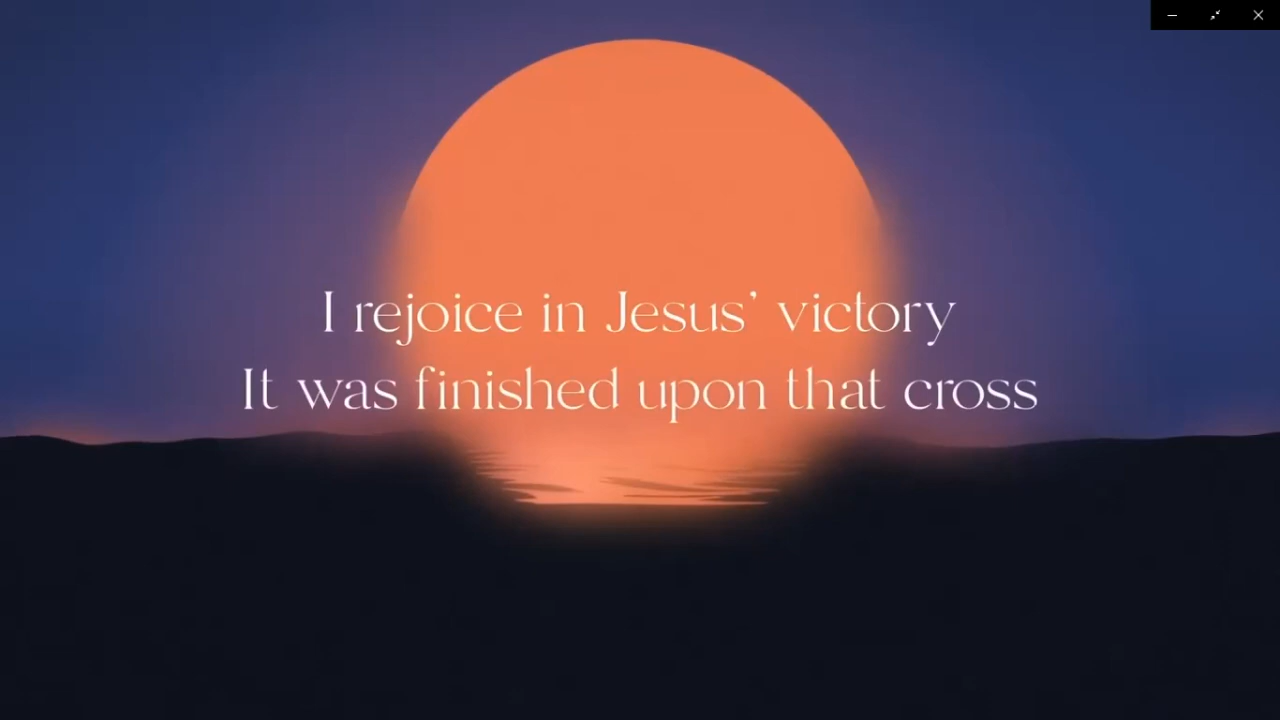 I rejoice in Jesus’ victory
It was finished upon that cross